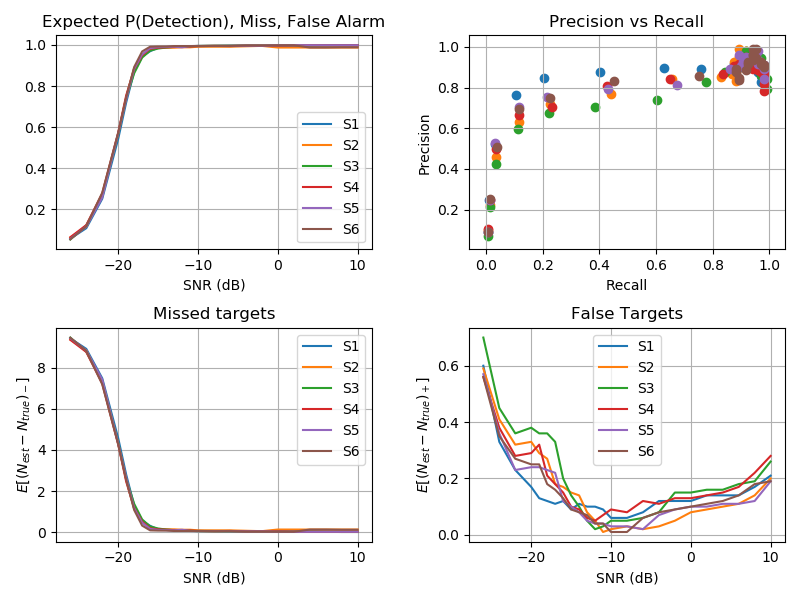 Expected P(Detection), Miss, False Alarm
1.0
0.8
0.6
0.4
0.2
S1
S2
S3
S4
S5
S6
−20
−10
0
10
SNR (dB)
Precision vs Recall
Precision
1.0
0.8
0.6
0.4
0.2
0.0
0.2
0.4
0.6
0.8
1.0
Recall
Missed targets
E[(N_est − N_true)_−]
8
6
4
2
0
S1
S2
S3
S4
S5
S6
−20
−10
0
10
SNR (dB)
False Targets
E[(N_est − N_true)_+]
0.6
0.4
0.2
0.0
S1
S2
S3
S4
S5
S6
−20
−10
0
10
SNR (dB)